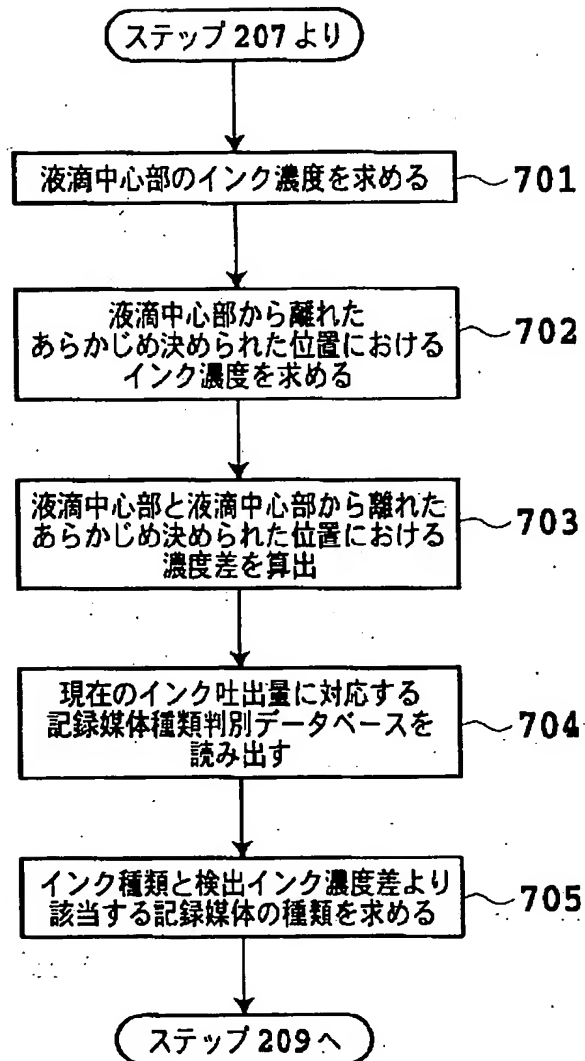 ステップ207より
液滴中心部のインク濃度を求める
701
液滴中心部から離れた
あらかじめ決められた位置における
インク濃度を求める
702
液滴中心部と液滴中心部から離れた
あらかじめ決められた位置における
濃度差を算出
703
現在のインク吐出量に対応する
記録媒体種類判別データベースを
読み出す
704
インク種類と検出インク濃度差より
該当する記録媒体の種類を求める
705
ステップ209へ